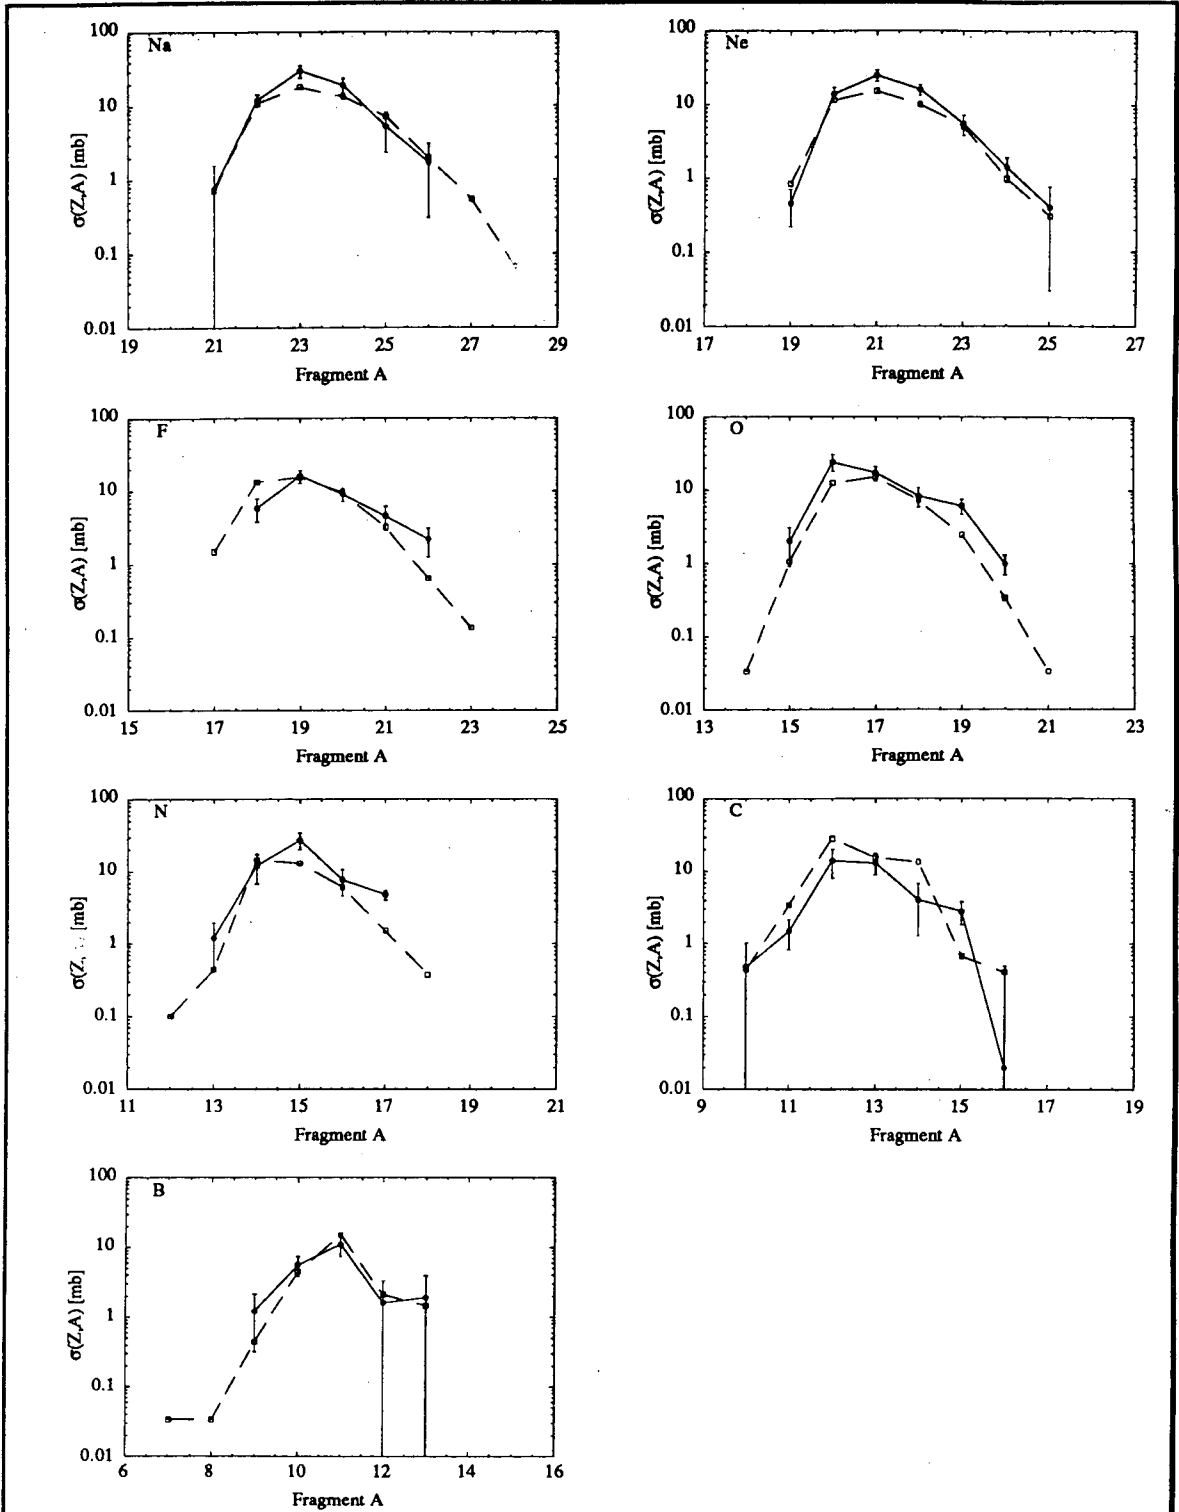 Na
100
10
1
0.1
0.01
σ(Z,A) [mb]
19 21 23 25 27 29
Fragment A
Ne
100
10
1
0.1
0.01
σ(Z,A) [mb]
17 19 21 23 25 27
Fragment A
F
100
10
1
0.1
0.01
σ(Z,A) [mb]
15 17 19 21 23 25
Fragment A
O
100
10
1
0.1
0.01
σ(Z,A) [mb]
13 15 17 19 21 23
Fragment A
N
100
10
1
0.1
0.01
σ(Z, [mb]
11 13 15 17 19 21
Fragment A
C
100
10
1
0.1
0.01
σ(Z,A) [mb]
9 11 13 15 17 19
Fragment A
B
100
10
1
0.1
0.01
σ(Z,A) [mb]
6 8 10 12 14 16
Fragment A